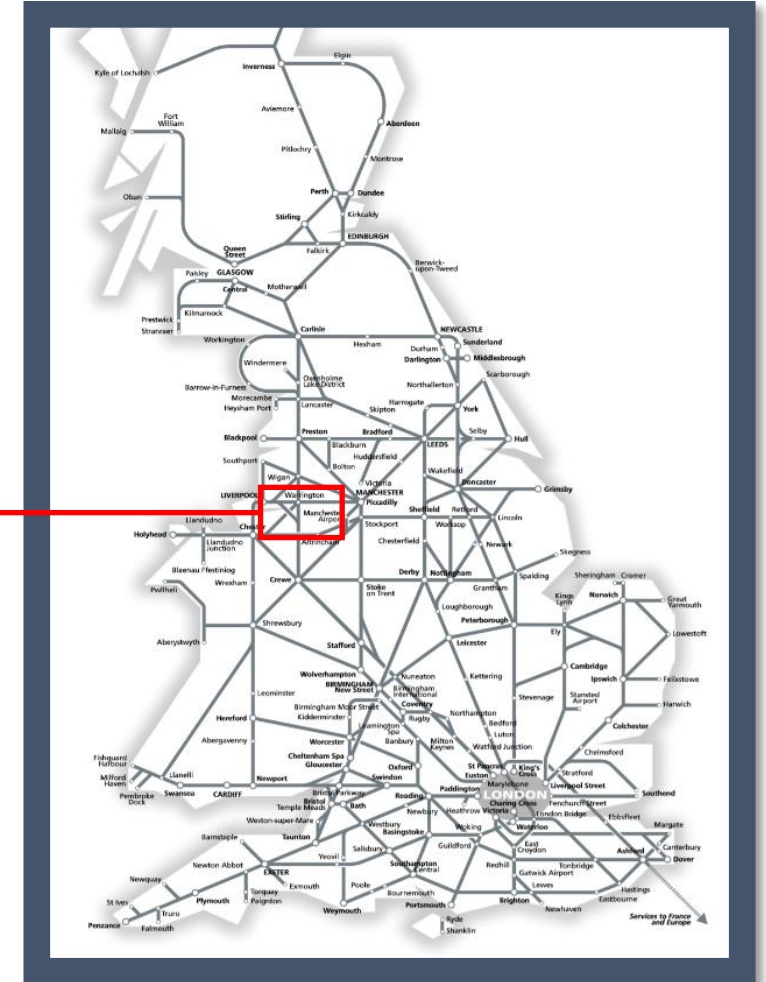 Elgin
Inverness
Kyle of Lochalsh
Aviemore
Fort
William
Aberdeen
Mallaig
Pitlochry
Montrose
Perth
Dundee
Oban
Kirkcaldy
Stirling
EDINBURGH
Queen
Street
Falkirk
Berwick-
upon-Tweed
Paisley
GLASGOW
Central
Motherwell
Kilmarnock
Prestwick
Stranraer
Carlisle
NEWCASTLE
Workington
Hexham
Sunderland
Durham
Darlington
Middlesbrough
Windermere
Scarborough
Oxenholme
Lake District
Barrow-in-Furness
Northallerton
Morecambe
Heysham Port
Lancaster
Harrogate
York
Skipton
Blackpool
Preston
Bradford
Selby
Hull
Blackburn
LEEDS
Huddersfield
Southport
Bolton
Wakefield
Wigan
Victoria
Doncaster
Grimsby
LIVERPOOL
Warrington
MANCHESTER
Piccadilly
Manchester
Airport
Sheffield
Retford
Lincoln
Llandudno
Chester
Stockport
Worksop
Holyhead
Llandudno
Junction
Altrincham
Chesterfield
Newark
Skegness
Blaenau Ffestiniog
Crewe
Derby
Nottingham
Spalding
Sheringham
Cromer
Pwllheli
Wrexham
Stoke
on Trent
Grantham
Kings
Lynn
Norwich
Great
Yarmouth
Loughborough
Shrewsbury
Peterborough
Ely
Lowestoft
Aberystwyth
Stafford
Leicester
Wolverhampton
Nuneaton
Kettering
Cambridge
BIRMINGHAM
New Street
Birmingham
International
Ipswich
Felixstowe
Leominster
Coventry
Stevenage
Stansted
Airport
Harwich
Birmingham Moor Street
Kidderminster
Rugby
Northampton
Hereford
Leamington
Spa
Bedford
Colchester
Abergavenny
Worcester
Banbury
Milton
Keynes
Luton
Watford Junction
Chelmsford
Cheltenham Spa
Gloucester
Oxford
St Pancras
King's
Cross
Stratford
Fishguard
Harbour
Euston
Milford
Haven
Llanelli
Newport
Swindon
Marylebone
Liverpool Street
Pembroke
Dock
Swansea
CARDIFF
Bristol Parkway
Reading
Paddington
LONDON
Southend
Bristol
Temple Meads
Bath
Charing Cross
Fenchurch Street
Newbury
Heathrow
Victoria
London Bridge
Ebbsfleet
Weston-super-Mare
Westbury
Basingstoke
Woking
Waterloo
Margate
Barnstaple
Taunton
Guildford
East
Croydon
Canterbury
Salisbury
Ashford
Dover
Newton Abbot
Yeovil
Southampton
Central
Redhill
Tonbridge
EXETER
Gatwick Airport
Newquay
Torquay
Paignton
Exmouth
Poole
Bournemouth
Lewes
Hastings
St Ives
Plymouth
Weymouth
Portsmouth
Brighton
Eastbourne
Truro
Newhaven
Penzance
Falmouth
Ryde
Shanklin
Services to France
and Europe